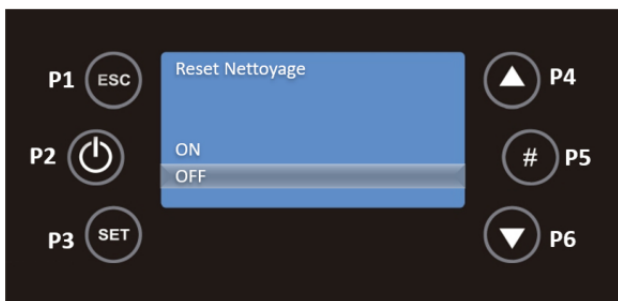 P1 ESC
Reset Nettoyage
P4
P2
ON
# P5
OFF
P3 SET
P6